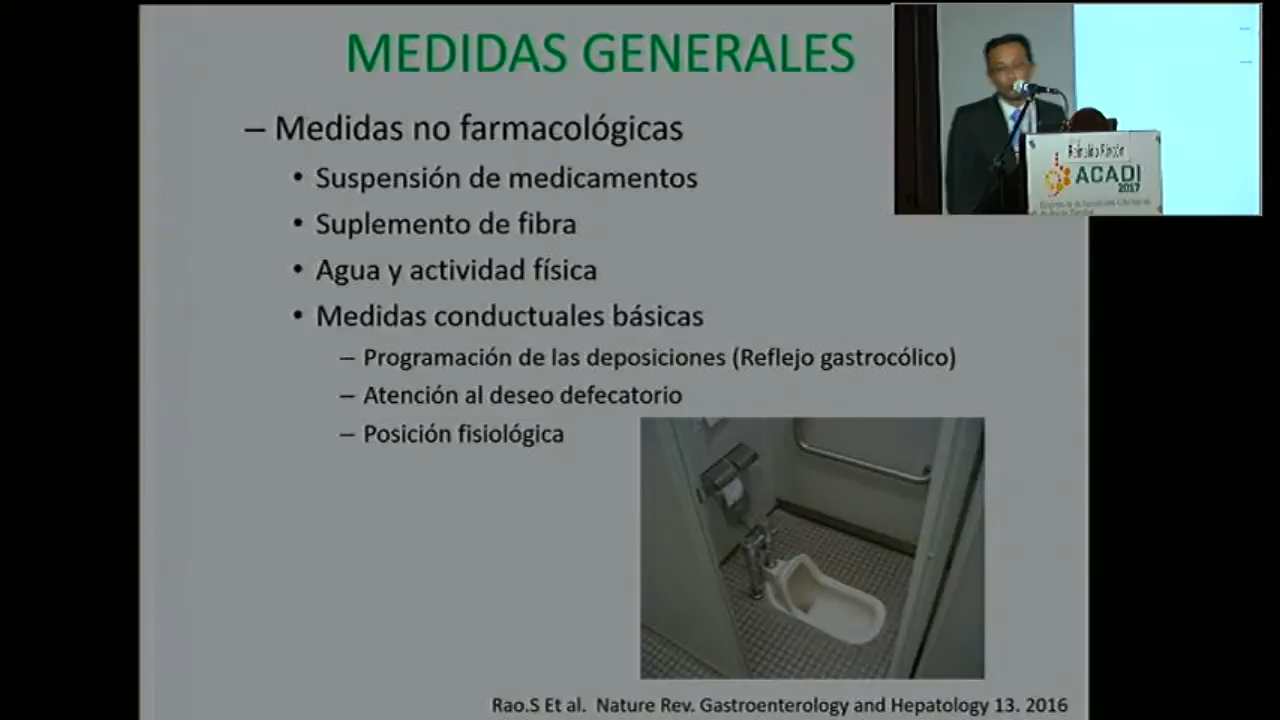 MEDIDAS GENERALES
– Medidas no farmacológicas
• Suspensión de medicamentos
• Suplemento de fibra
• Agua y actividad física
• Medidas conductuales básicas
– Programación de las deposiciones (Reflejo gastrocólico)
– Atención al deseo defecatorio
– Posición fisiológica
Rao.S Et al. Nature Rev. Gastroenterology and Hepatology 13. 2016
Reinaldo Rincón
ACADI
2017